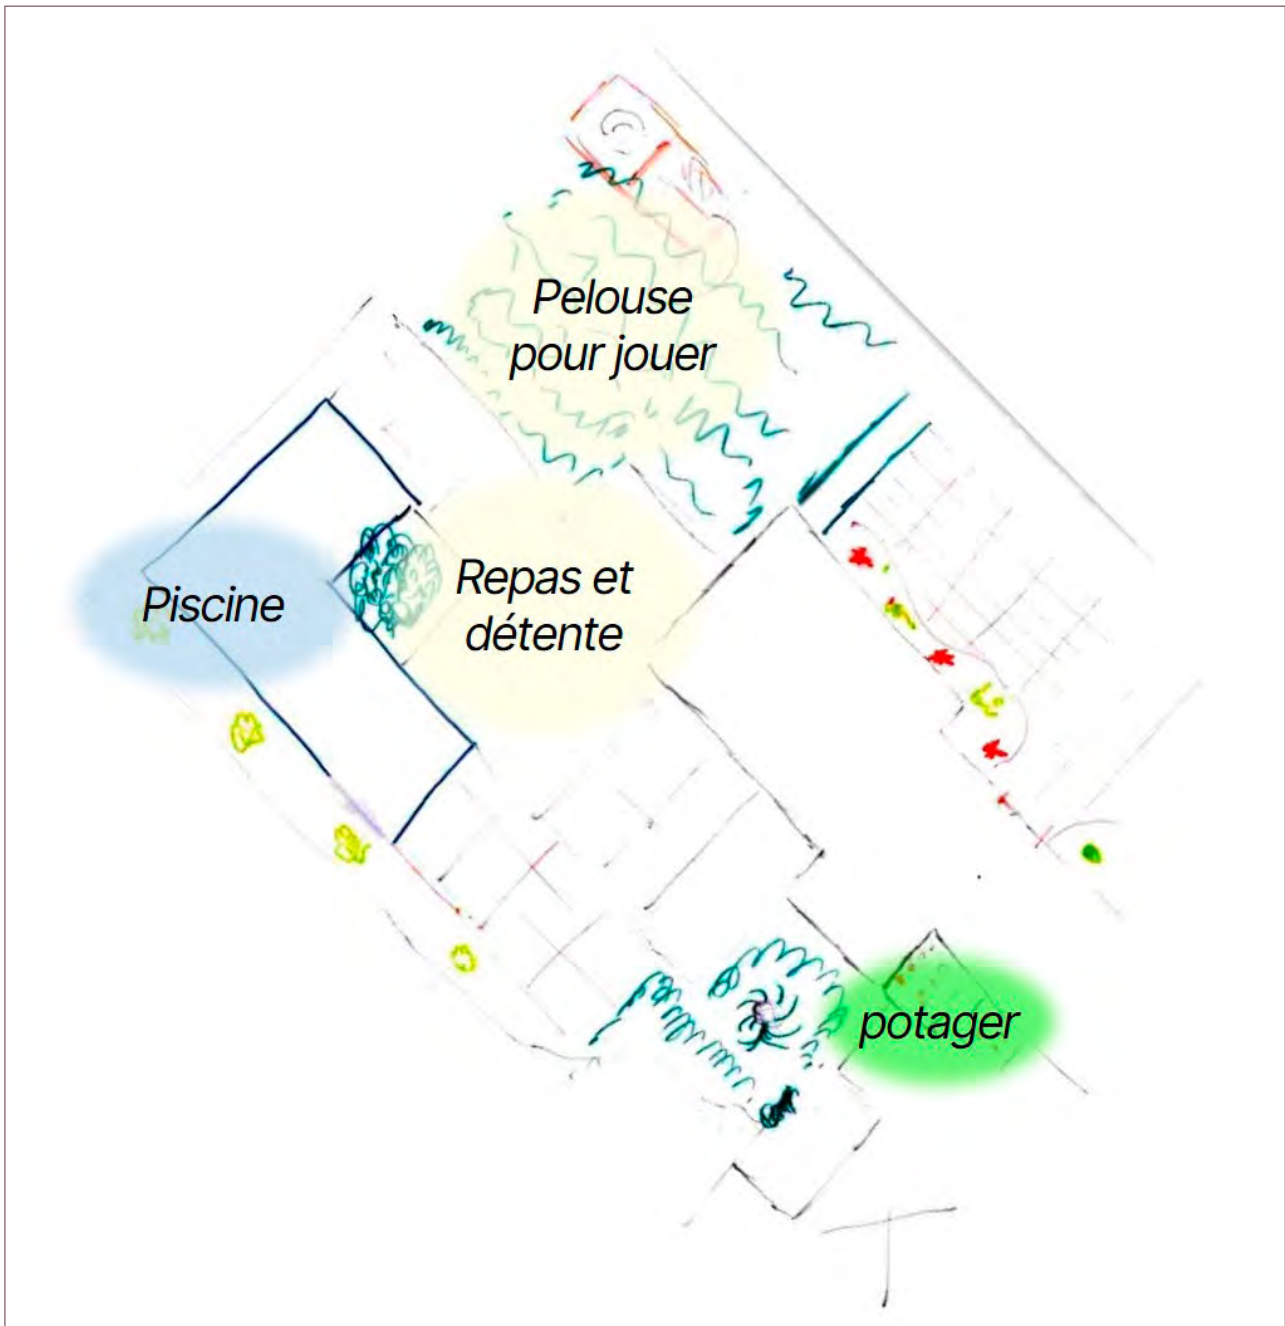 Pelouse
pour jouer
Repas et
détente
Piscine
potager